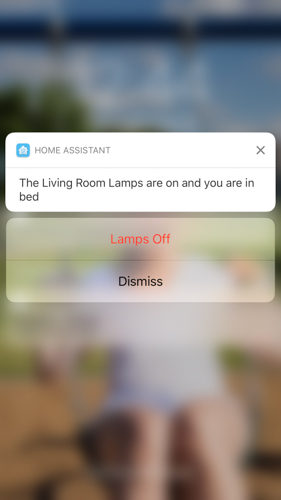 HOME ASSISTANT
The Living Room Lamps are on and you are in
bed
Lamps Off
Dismiss